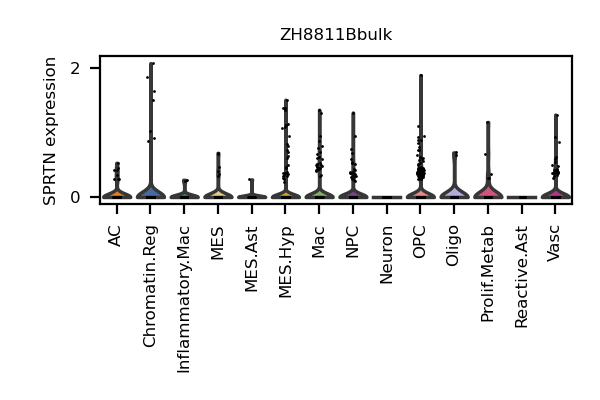 ZH8811Bbulk
SPRTN expression
2
0
AC
Chromatin.Reg
Inflammatory.Mac
MES
MES.Ast
MES.Hyp
Mac
NPC
Neuron
OPC
Oligo
Prolif.Metab
Reactive.Ast
Vasc